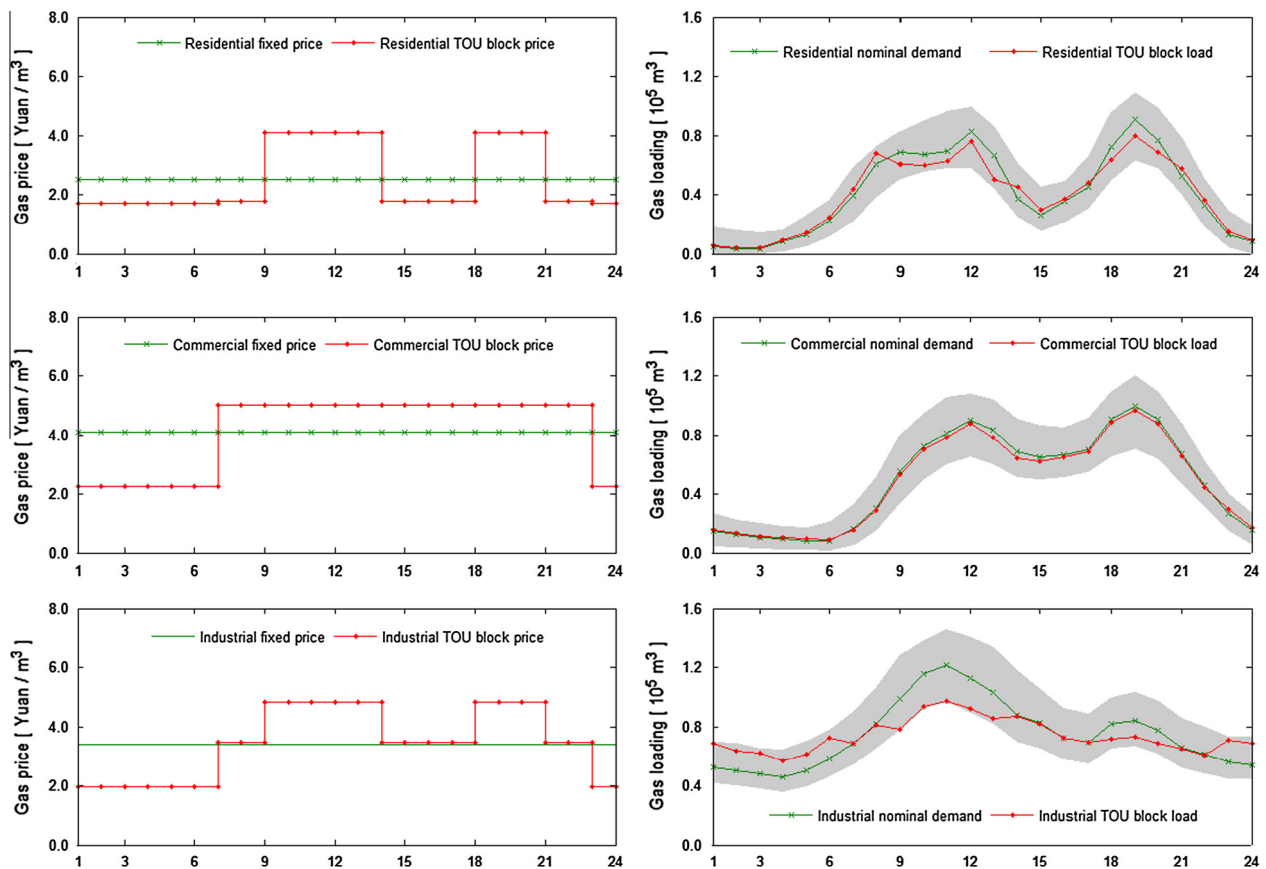 Gas price [ Yuan / m³ ]
8.0
6.0
4.0
2.0
0.0
Residential fixed price
Residential TOU block price
1 3 6 9 12 15 18 21 24
Gas loading [ 10⁵ m³ ]
1.6
1.2
0.8
0.4
0.0
Residential nominal demand
Residential TOU block load
1 3 6 9 12 15 18 21 24
Gas price [ Yuan / m³ ]
8.0
6.0
4.0
2.0
0.0
Commercial fixed price
Commercial TOU block price
1 3 6 9 12 15 18 21 24
Gas loading [ 10⁵ m³ ]
1.6
1.2
0.8
0.4
0.0
Commercial nominal demand
Commercial TOU block load
1 3 6 9 12 15 18 21 24
Gas price [ Yuan / m³ ]
8.0
6.0
4.0
2.0
0.0
Industrial fixed price
Industrial TOU block price
1 3 6 9 12 15 18 21 24
Gas loading [ 10⁵ m³ ]
1.6
1.2
0.8
0.4
0.0
Industrial nominal demand
Industrial TOU block load
1 3 6 9 12 15 18 21 24